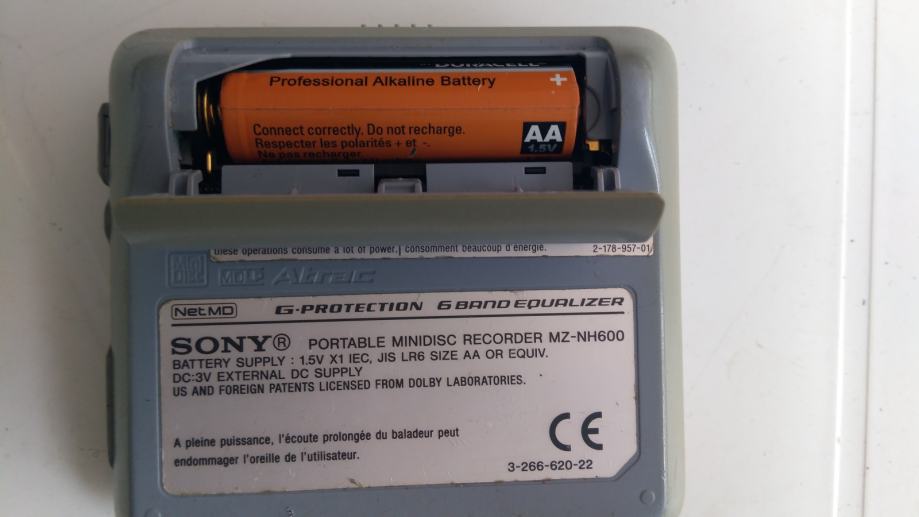 DURACELL
Professional Alkaline Battery +
Connect correctly. Do not recharge.
Respecter les polarités + et -.
Ne pas recharger.
AA
1.5V
these operations consume a lot of power. | consomment beaucoup d'énergie.
2-178-957-01
MINI DISC
MDLP
Atrac
NetMD G-PROTECTION 6 BAND EQUALIZER
SONY® PORTABLE MINIDISC RECORDER MZ-NH600
BATTERY SUPPLY : 1.5V X1 IEC, JIS LR6 SIZE AA OR EQUIV.
DC:3V EXTERNAL DC SUPPLY
US AND FOREIGN PATENTS LICENSED FROM DOLBY LABORATORIES.
A pleine puissance, l'écoute prolongée du baladeur peut
endommager l'oreille de l'utilisateur.
CE
3-266-620-22